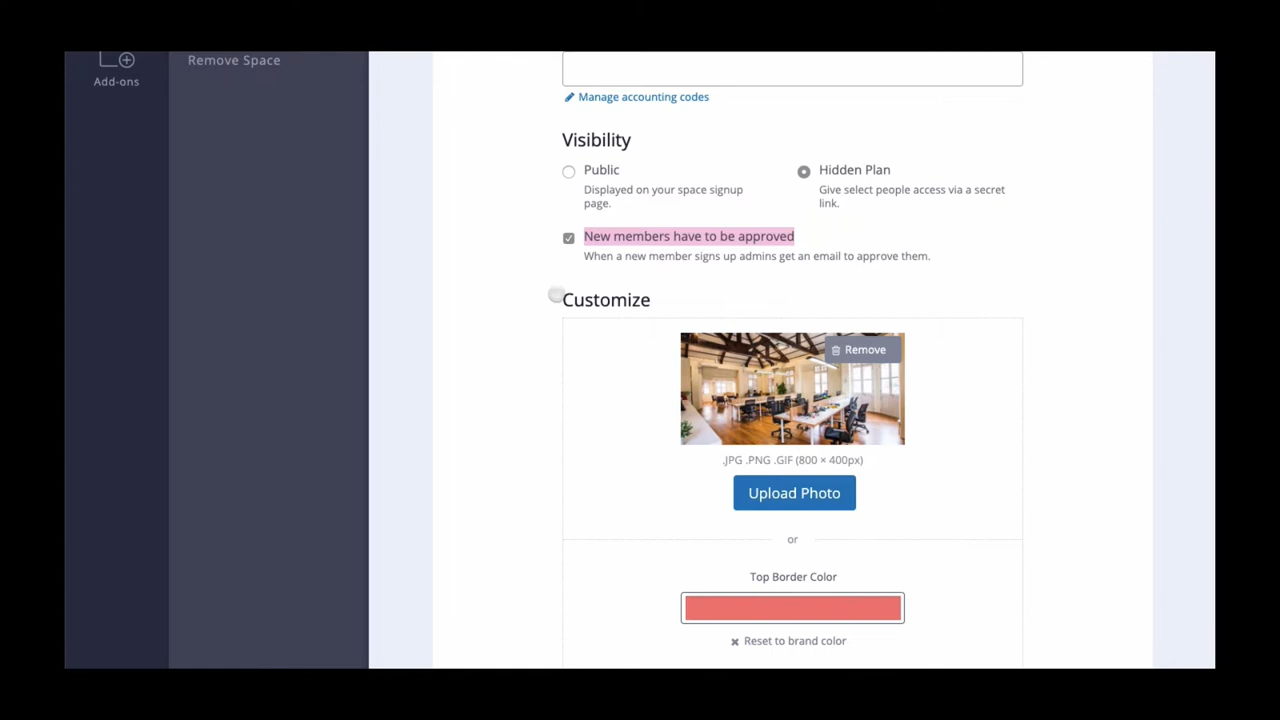 Remove Space
Add-ons
Manage accounting codes
Visibility
Public
Displayed on your space signup
page.
Hidden Plan
Give select people access via a secret
link.
New members have to be approved
When a new member signs up admins get an email to approve them.
Customize
Remove
.JPG .PNG .GIF (800 × 400px)
Upload Photo
or
Top Border Color
Reset to brand color